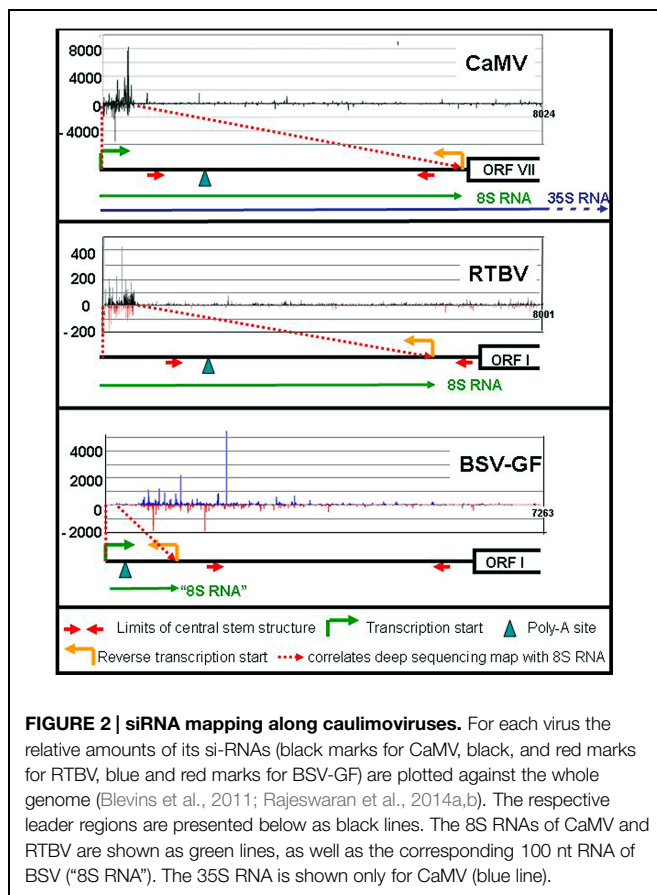 8000
6000
4000
2000
0
- 4000
CaMV
8024
ORF VII
8S RNA
35S RNA
400
200
0
- 200
RTBV
8001
ORF I
8S RNA
4000
2000
0
- 2000
BSV-GF
7263
ORF I
"8S RNA"
Limits of central stem structure
Transcription start
Poly-A site
Reverse transcription start
correlates deep sequencing map with 8S RNA
FIGURE 2 | siRNA mapping along caulimoviruses. For each virus the
relative amounts of its si-RNAs (black marks for CaMV, black, and red marks
for RTBV, blue and red marks for BSV-GF) are plotted against the whole
genome (Blevins et al., 2011; Rajeswaran et al., 2014a,b). The respective
leader regions are presented below as black lines. The 8S RNAs of CaMV and
RTBV are shown as green lines, as well as the corresponding 100 nt RNA of
BSV ("8S RNA"). The 35S RNA is shown only for CaMV (blue line).